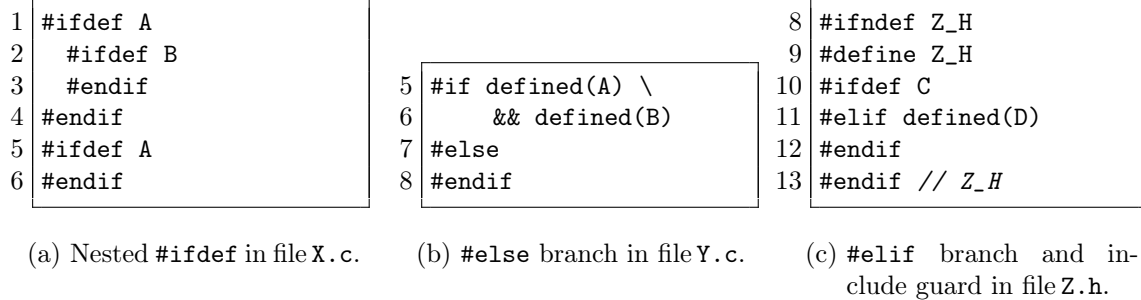 1 #ifdef A
2   #ifdef B
3   #endif
4 #endif
5 #ifdef A
6 #endif
(a) Nested #ifdef in file X.c.
5 #if defined(A) \
6     && defined(B)
7 #else
8 #endif
(b) #else branch in file Y.c.
8 #ifndef Z_H
9 #define Z_H
10 #ifdef C
11 #elif defined(D)
12 #endif
13 #endif // Z_H
(c) #elif branch and in-
clude guard in file Z.h.